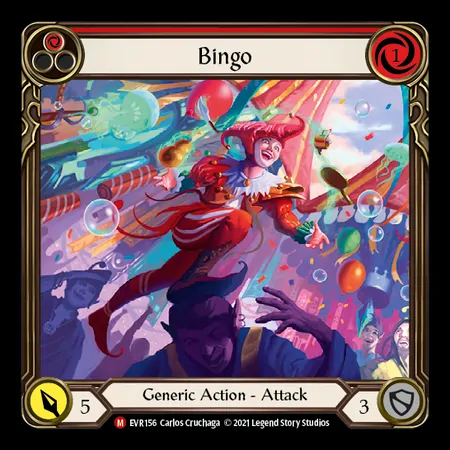 Bingo
1
Generic Action - Attack
5
3
M EVR156 Carlos Cruchaga © 2021 Legend Story Studios